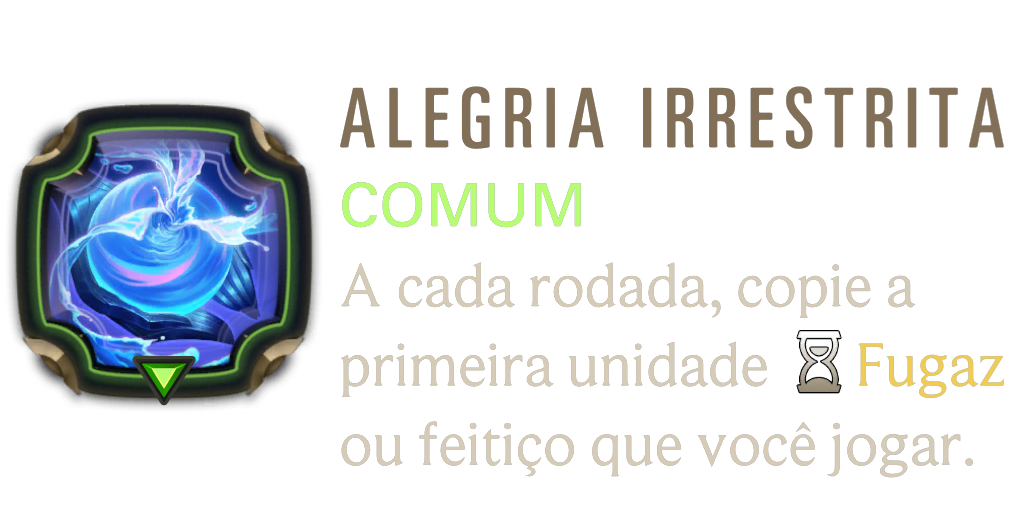 ALEGRIA IRRESTRITA
COMUM
A cada rodada, copie a
primeira unidade Fugaz
ou feitiço que você jogar.